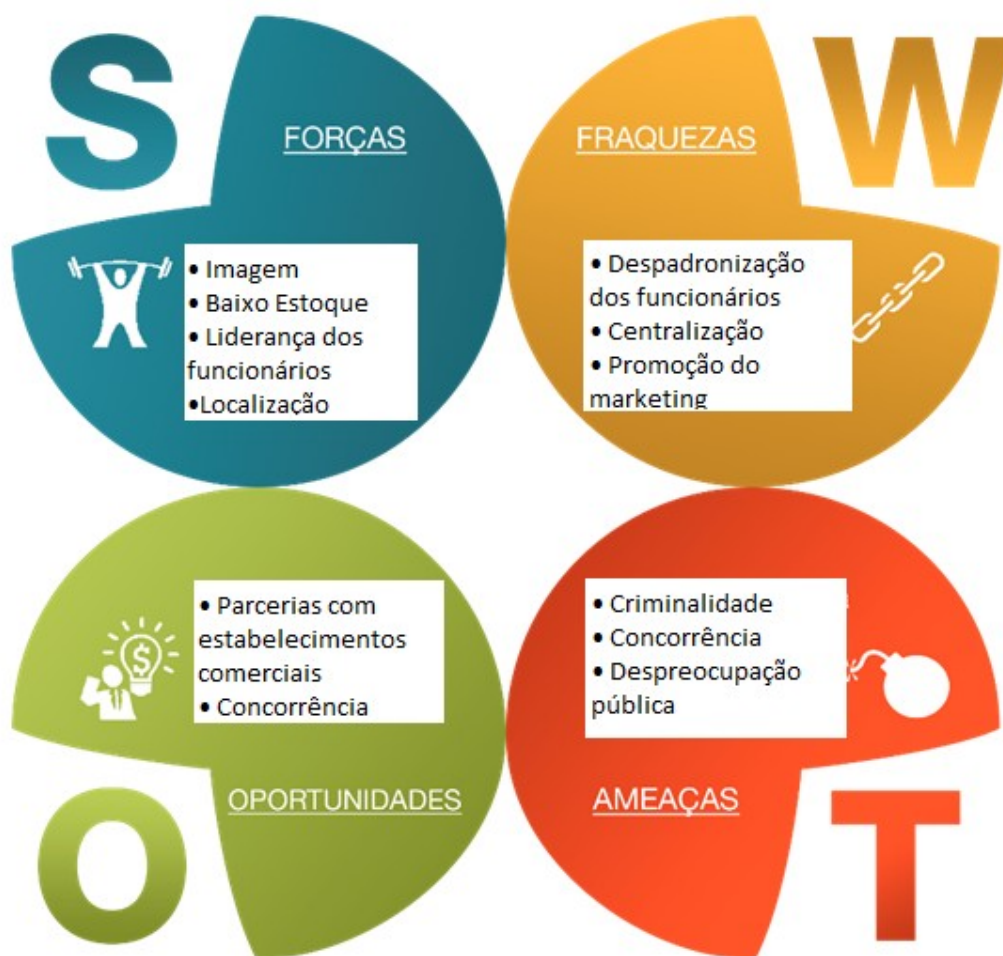 S
FORÇAS
• Imagem
• Baixo Estoque
• Liderança dos
funcionários
•Localização
FRAQUEZAS
W
• Despadronização
dos funcionários
• Centralização
• Promoção do
marketing
• Parcerias com
estabelecimentos
comerciais
• Concorrência
OPORTUNIDADES
O
• Criminalidade
• Concorrência
• Despreocupação
pública
AMEAÇAS
T
$